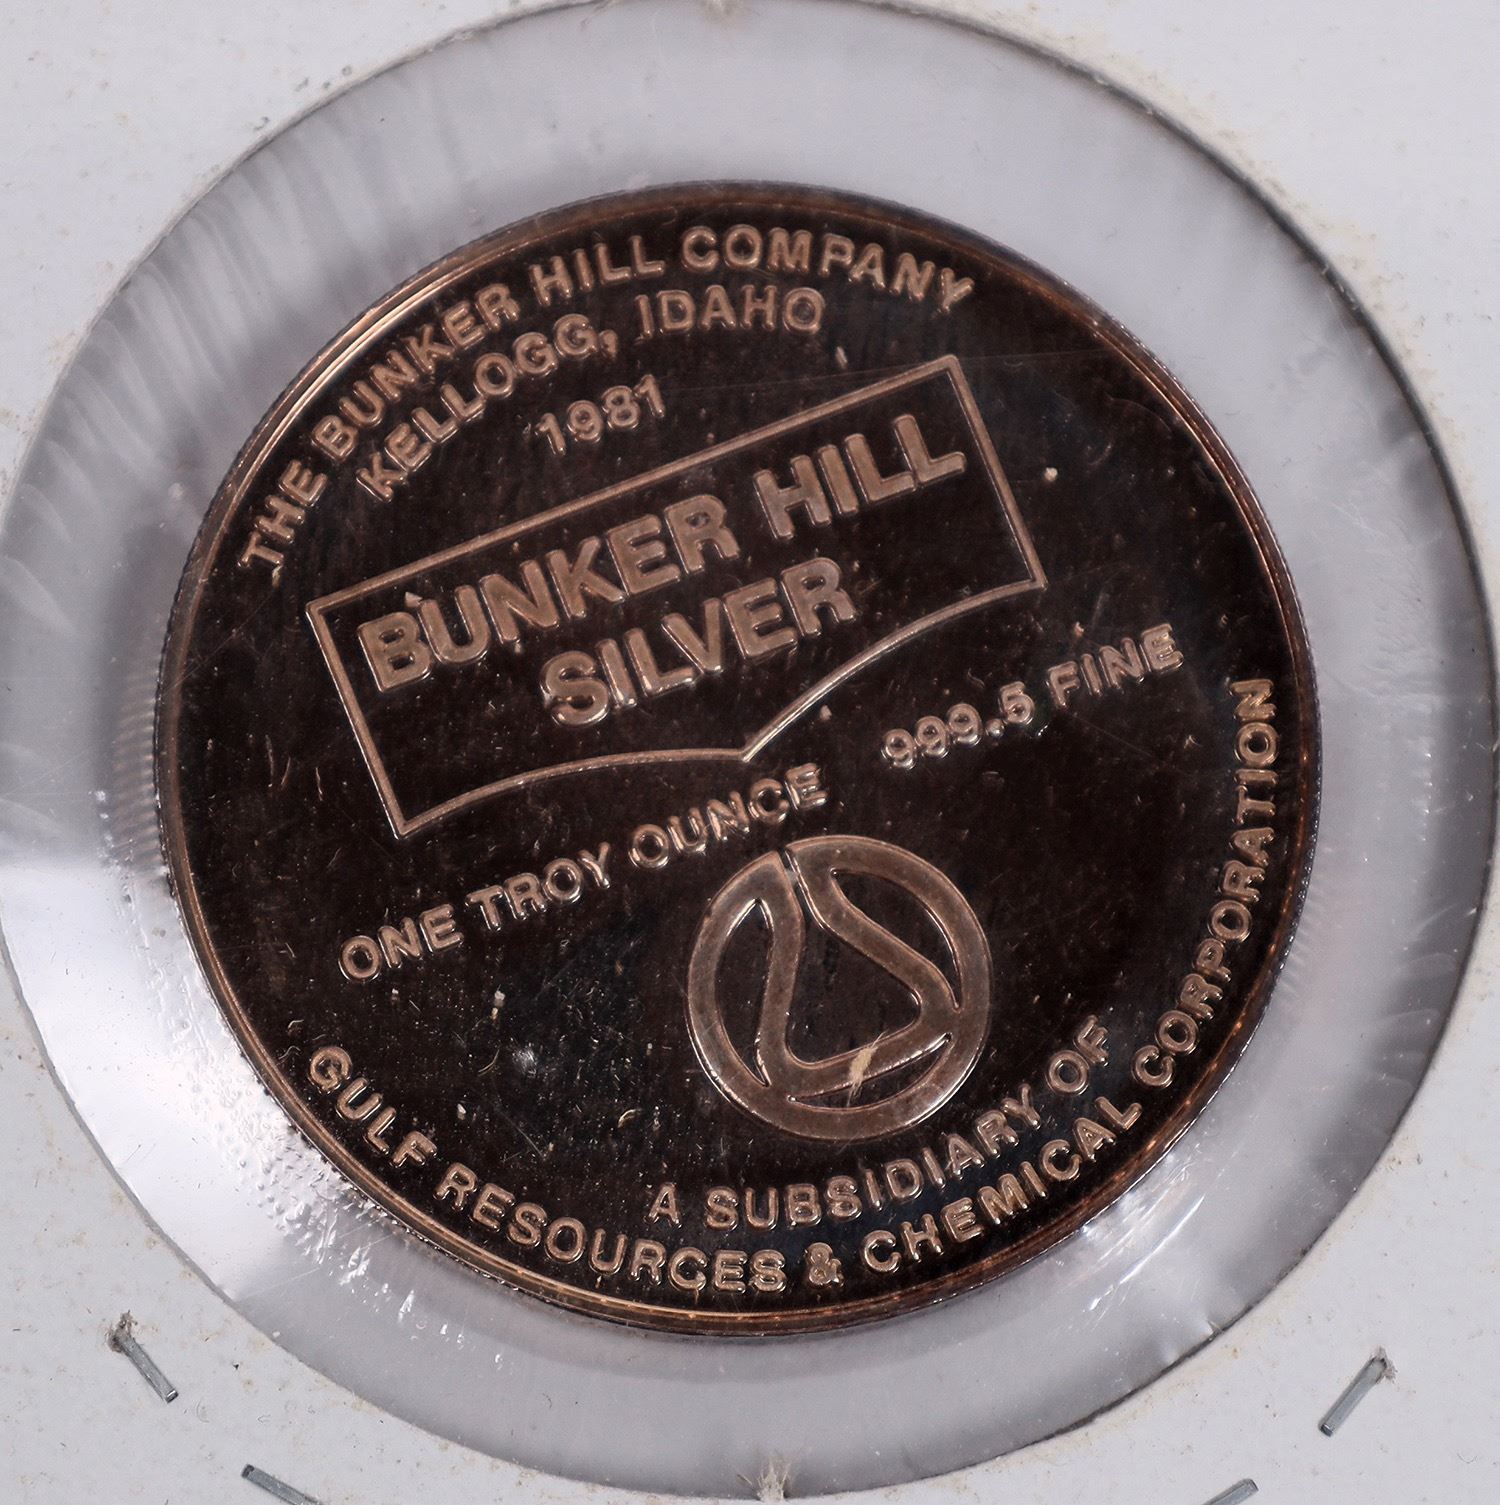 THE BUNKER HILL COMPANY
KELLOGG, IDAHO
1981
BUNKER HILL
SILVER
ONE TROY OUNCE 999.5 FINE
A SUBSIDIARY OF
GULF RESOURCES & CHEMICAL CORPORATION